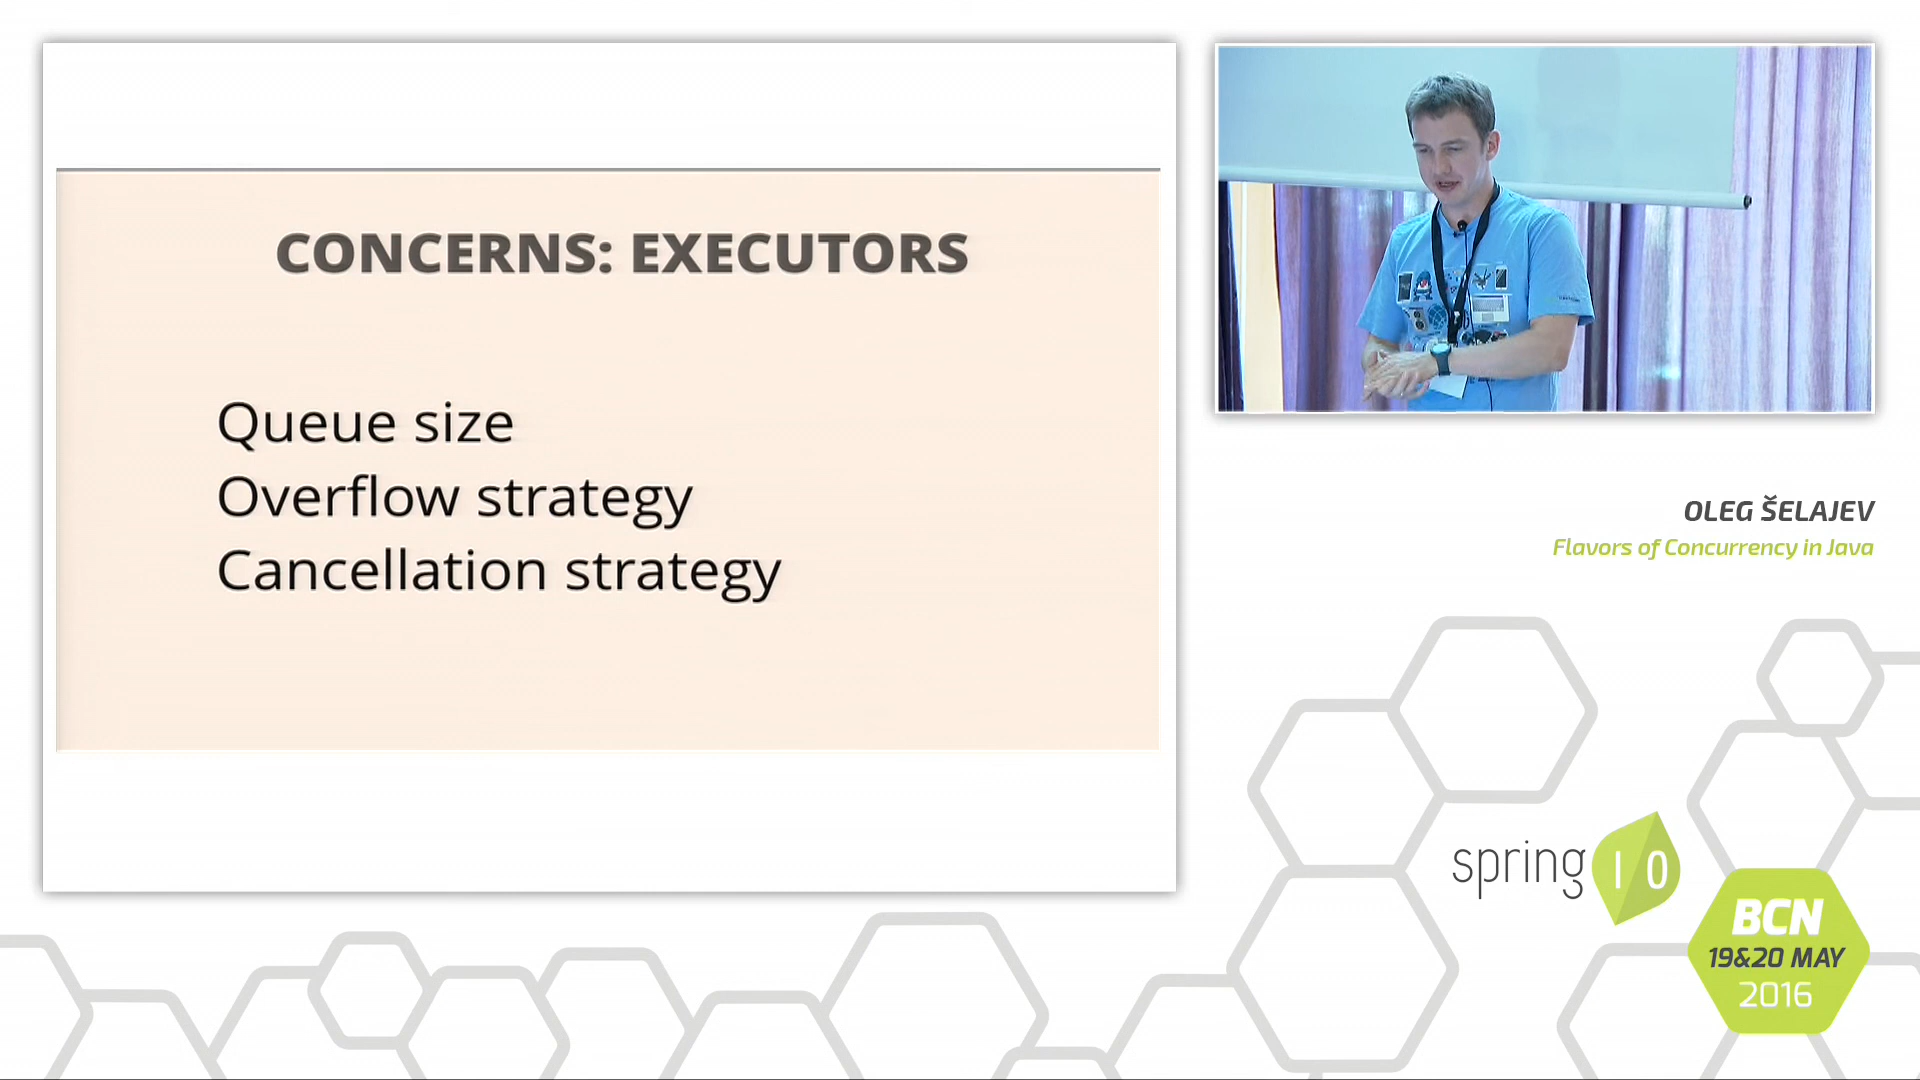 CONCERNS: EXECUTORS
Queue size
Overflow strategy
Cancellation strategy
OLEG ŠELAJEV
Flavors of Concurrency in Java
spring I O
BCN
19&20 MAY
2016